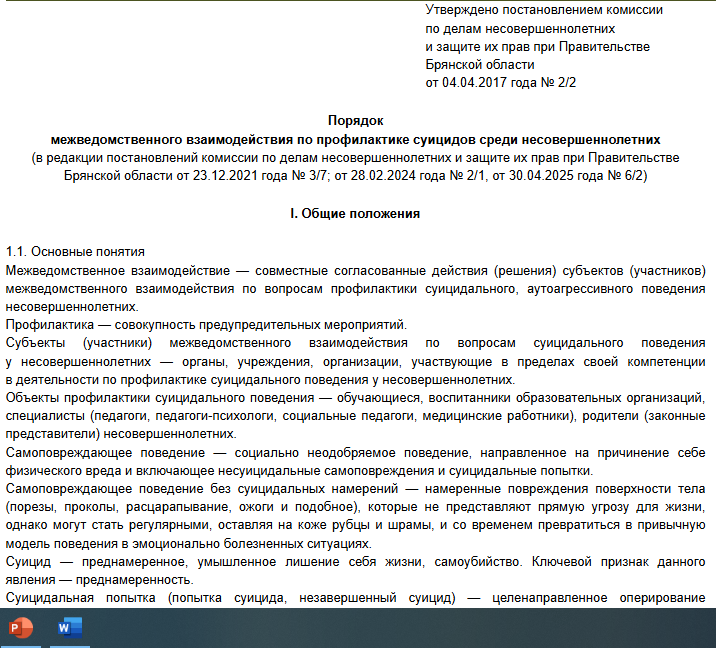 Утверждено постановлением комиссии
по делам несовершеннолетних
и защите их прав при Правительстве
Брянской области
от 04.04.2017 года № 2/2
Порядок
межведомственного взаимодействия по профилактике суицидов среди несовершеннолетних
(в редакции постановлений комиссии по делам несовершеннолетних и защите их прав при Правительстве
Брянской области от 23.12.2021 года № 3/7; от 28.02.2024 года № 2/1, от 30.04.2025 года № 6/2)
I. Общие положения
1.1. Основные понятия
Межведомственное взаимодействие — совместные согласованные действия (решения) субъектов (участников)
межведомственного взаимодействия по вопросам профилактики суицидального, аутоагрессивного поведения
несовершеннолетних.
Профилактика — совокупность предупредительных мероприятий.
Субъекты (участники) межведомственного взаимодействия по вопросам суицидального поведения
у несовершеннолетних — органы, учреждения, организации, участвующие в пределах своей компетенции
в деятельности по профилактике суицидального поведения у несовершеннолетних.
Объекты профилактики суицидального поведения — обучающиеся, воспитанники образовательных организаций,
специалисты (педагоги, педагоги-психологи, социальные педагоги, медицинские работники), родители (законные
представители) несовершеннолетних.
Самоповреждающее поведение — социально неодобряемое поведение, направленное на причинение себе
физического вреда и включающее несуицидальные самоповреждения и суицидальные попытки.
Самоповреждающее поведение без суицидальных намерений — намеренные повреждения поверхности тела
(порезы, проколы, расцарапывание, ожоги и подобное), которые не представляют прямую угрозу для жизни,
однако могут стать регулярными, оставляя на коже рубцы и шрамы, и со временем превратиться в привычную
модель поведения в эмоционально болезненных ситуациях.
Суицид — преднамеренное, умышленное лишение себя жизни, самоубийство. Ключевой признак данного
явления — преднамеренность.
Суицидальная попытка (попытка суицида, незавершенный суицид) — целенаправленное оперирование
P
W